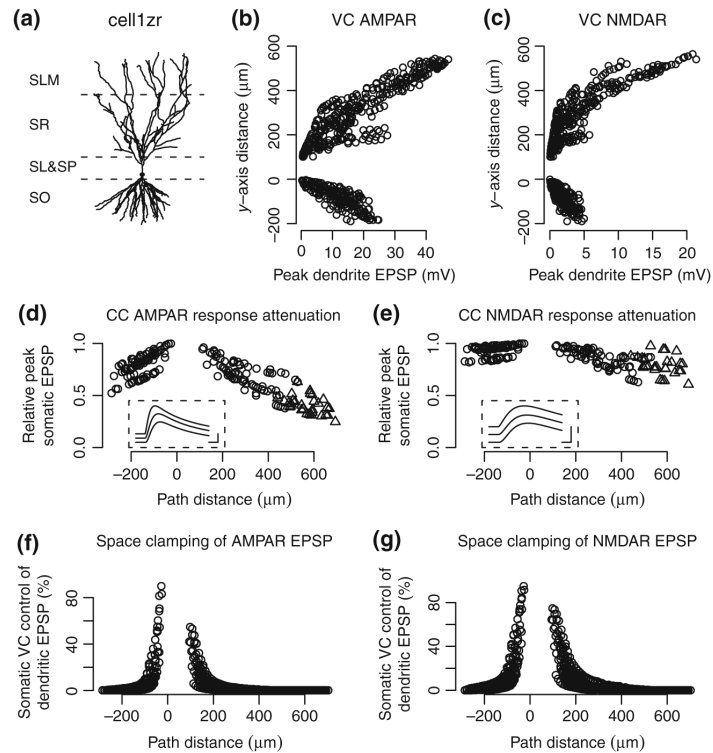 (a) cell1zr
SLM
SR
SL&SP
SO
(b) VC AMPAR
600
400
200
0
−200
y−axis distance (μm)
0 10 20 30 40
Peak dendrite EPSP (mV)
(c) VC NMDAR
600
400
200
0
−200
y−axis distance (μm)
0 5 10 15 20
Peak dendrite EPSP (mV)
(d) CC AMPAR response attenuation
1.0
0.5
0.0
Relative peak
somatic EPSP
−200 0 200 400 600
Path distance (μm)
(e) CC NMDAR response attenuation
1.0
0.5
0.0
Relative peak
somatic EPSP
−200 0 200 400 600
Path distance (μm)
(f) Space clamping of AMPAR EPSP
80
40
0
Somatic VC control of
dendritic EPSP (%)
−200 0 200 400 600
Path distance (μm)
(g) Space clamping of NMDAR EPSP
80
40
0
Somatic VC control of
dendritic EPSP (%)
−200 0 200 400 600
Path distance (μm)